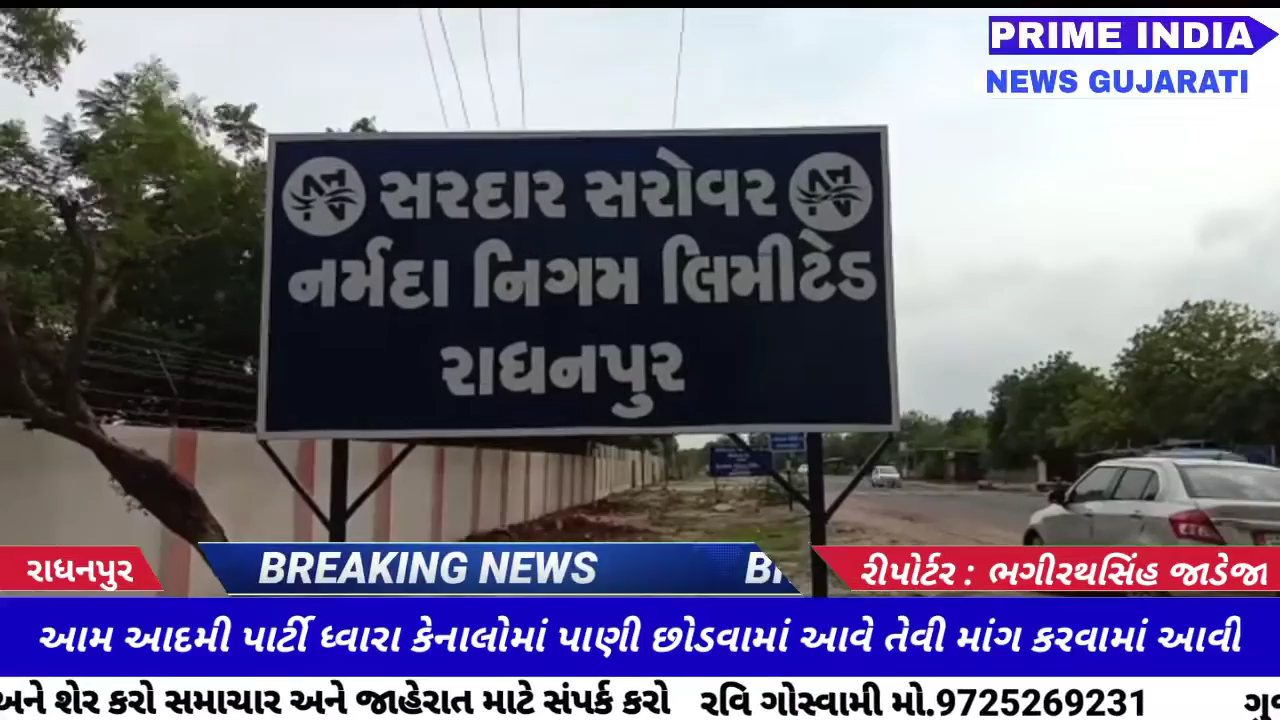 PRIME INDIA
NEWS GUJARATI
સરદાર સરોવર
નર્મદા નિગમ લિમીટેડ
રાધનપુર
રાધનપુર
BREAKING NEWS
રીપોર્ટર : ભગીરથસિંહ જાડેજા
આમ આદમી પાર્ટી ધ્વારા કેનાલોમાં પાણી છોડવામાં આવે તેવી માંગ કરવામાં આવી
અને શેર કરો સમાચાર અને જાહેરાત માટે સંપર્ક કરો રવિ ગોસ્વામી મો.9725269231